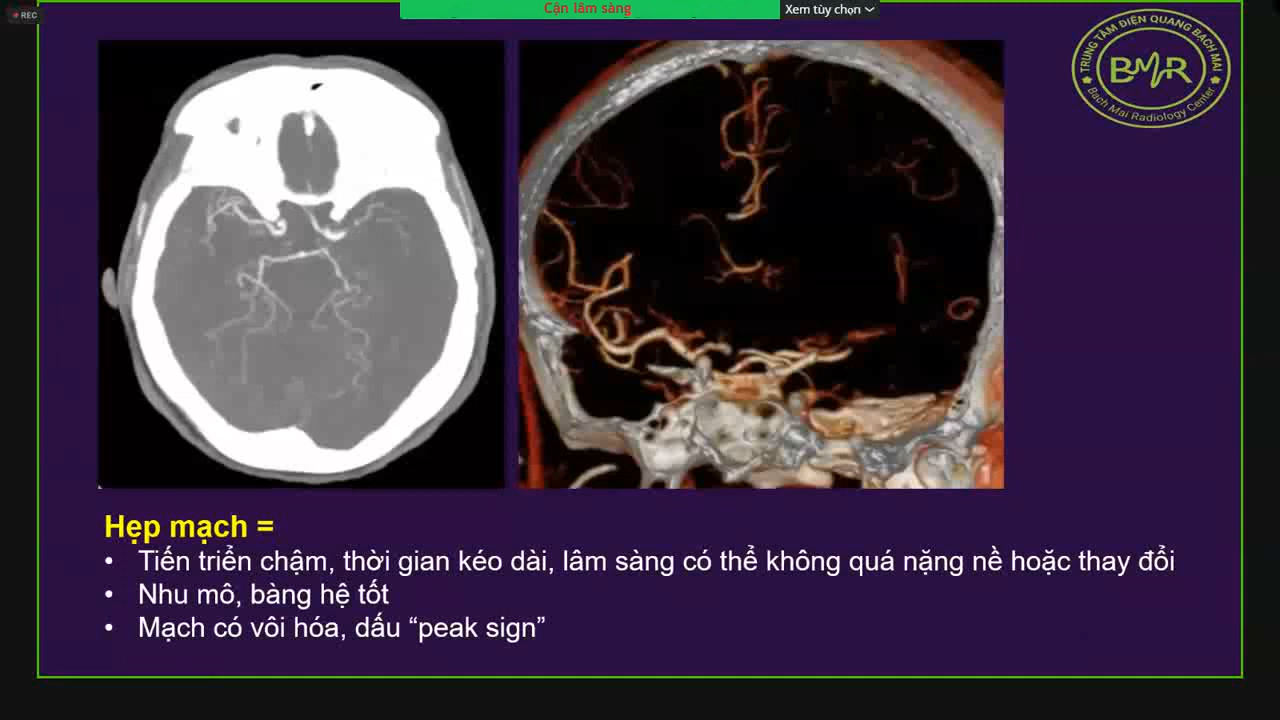 REC
Cận lâm sàng
Xem tùy chọn
TRUNG TÂM ĐIỆN QUANG BẠCH MAI
BMR
Bach Mai Radiology Center
Hẹp mạch =
• Tiến triển chậm, thời gian kéo dài, lâm sàng có thể không quá nặng nề hoặc thay đổi
• Nhu mô, bàng hệ tốt
• Mạch có vôi hóa, dấu “peak sign”